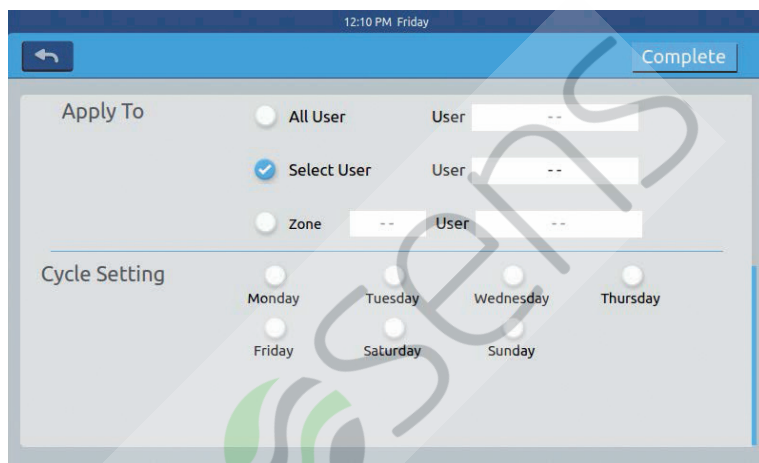 12:10 PM Friday
Complete
Apply To
All User User - -
Select User User - -
Zone - - User - -
Cycle Setting
Monday Tuesday Wednesday Thursday
Friday Saturday Sunday
sens